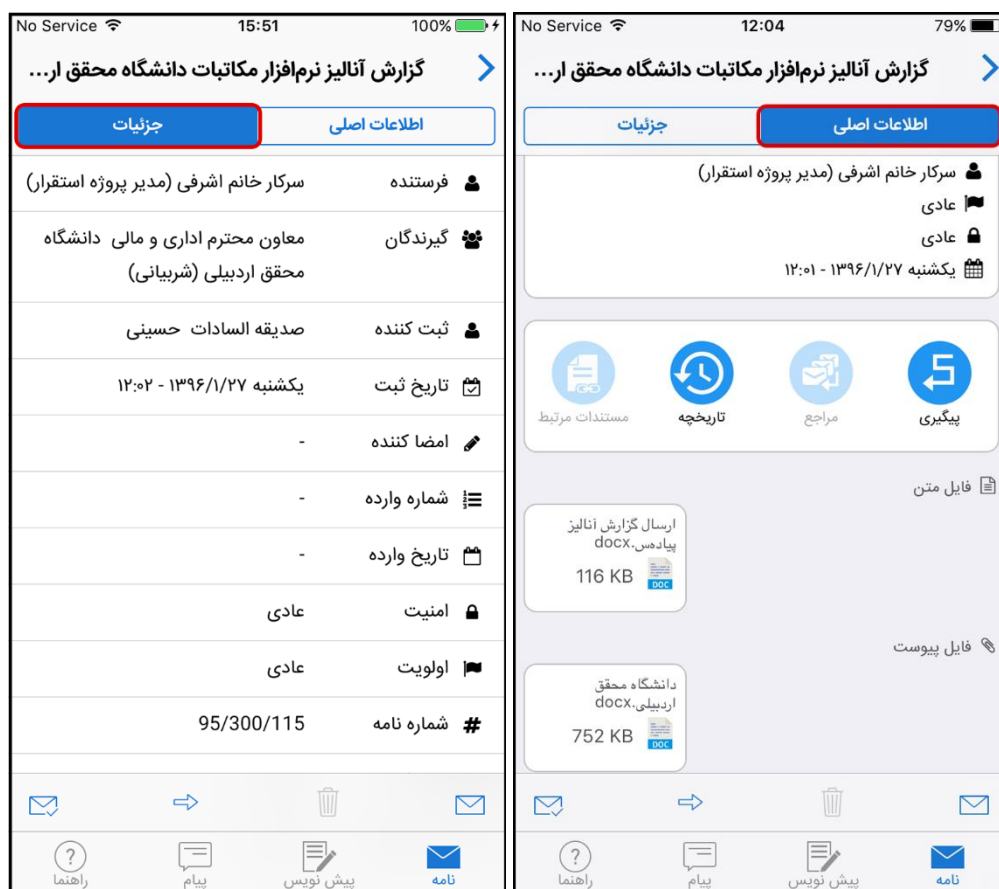 No Service 15:51 100%
گزارش آنالیز نرم‌افزار مکاتبات دانشگاه محقق ار...
اطلاعات اصلی جزئیات
فرستنده سرکار خانم اشرفی (مدیر پروژه استقرار)
گیرندگان معاون محترم اداری و مالی دانشگاه
محقق اردبیلی (شربیانی)
ثبت کننده صدیقه السادات حسینی
تاریخ ثبت یکشنبه ۱۳۹۶/۱/۲۷ - ۱۲:۰۲
امضا کننده -
شماره وارده -
تاریخ وارده -
امنیت عادی
اولویت عادی
شماره نامه 95/300/115
نامه پیش نویس پیام راهنما
No Service 12:04 79%
گزارش آنالیز نرم‌افزار مکاتبات دانشگاه محقق ار...
اطلاعات اصلی جزئیات
سرکار خانم اشرفی (مدیر پروژه استقرار)
عادی
عادی
یکشنبه ۱۳۹۶/۱/۲۷ - ۱۲:۰۱
پیگیری مراجع تاریخچه مستندات مرتبط
فایل متن
ارسال گزارش آنالیز
پیاده‌س.docx
116 KB
DOC
فایل پیوست
دانشگاه محقق
اردبیلی.docx
752 KB
DOC
نامه پیش نویس پیام راهنما